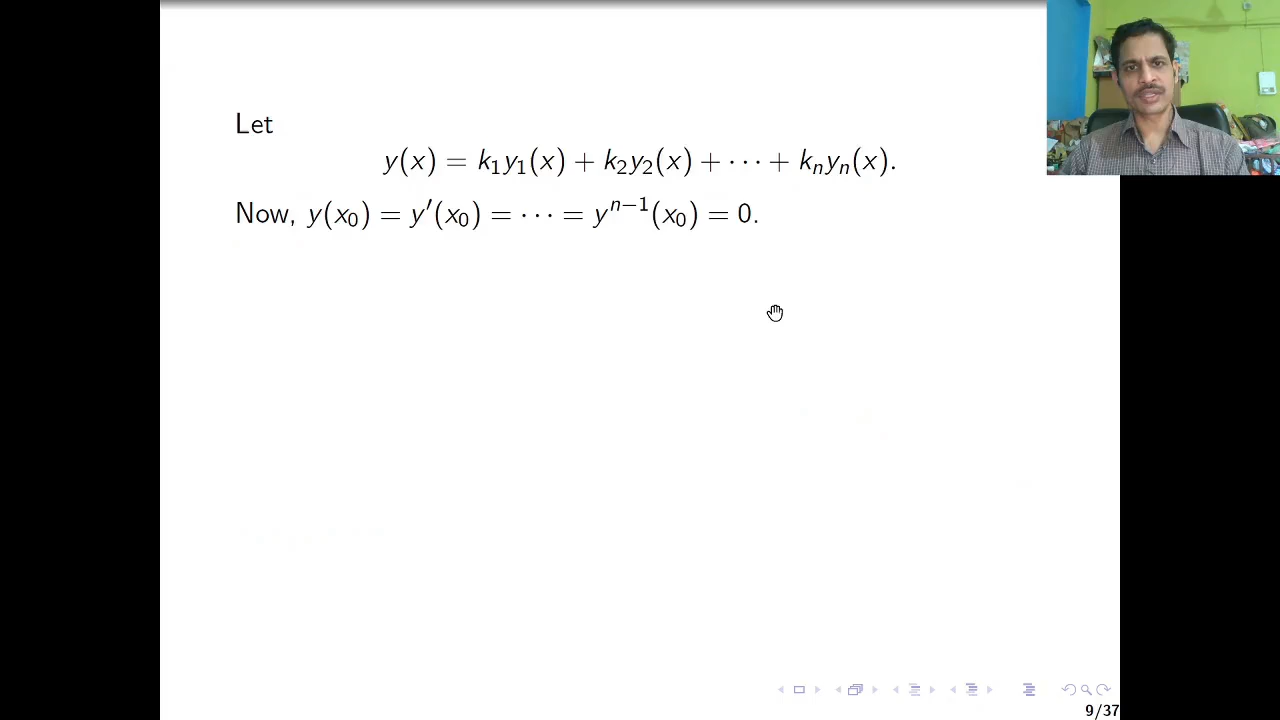 Let
y(x) = k₁y₁(x) + k₂y₂(x) + ⋯ + kₙyₙ(x).
Now, y(x₀) = y′(x₀) = ⋯ = yⁿ⁻¹(x₀) = 0.
9/37